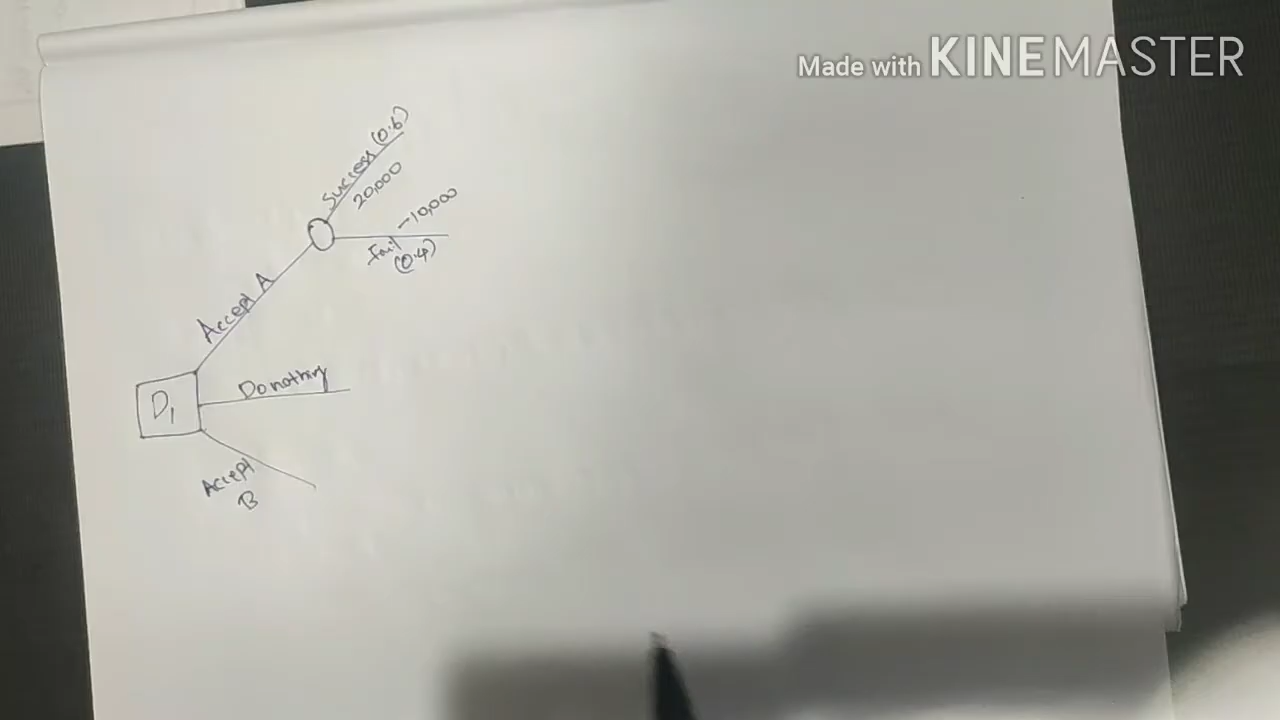 Made with KINEMASTER
Success (0.6)
20,000
-10,000
Fail
(0.4)
Accept A
Do nothing
D1
Accept
B